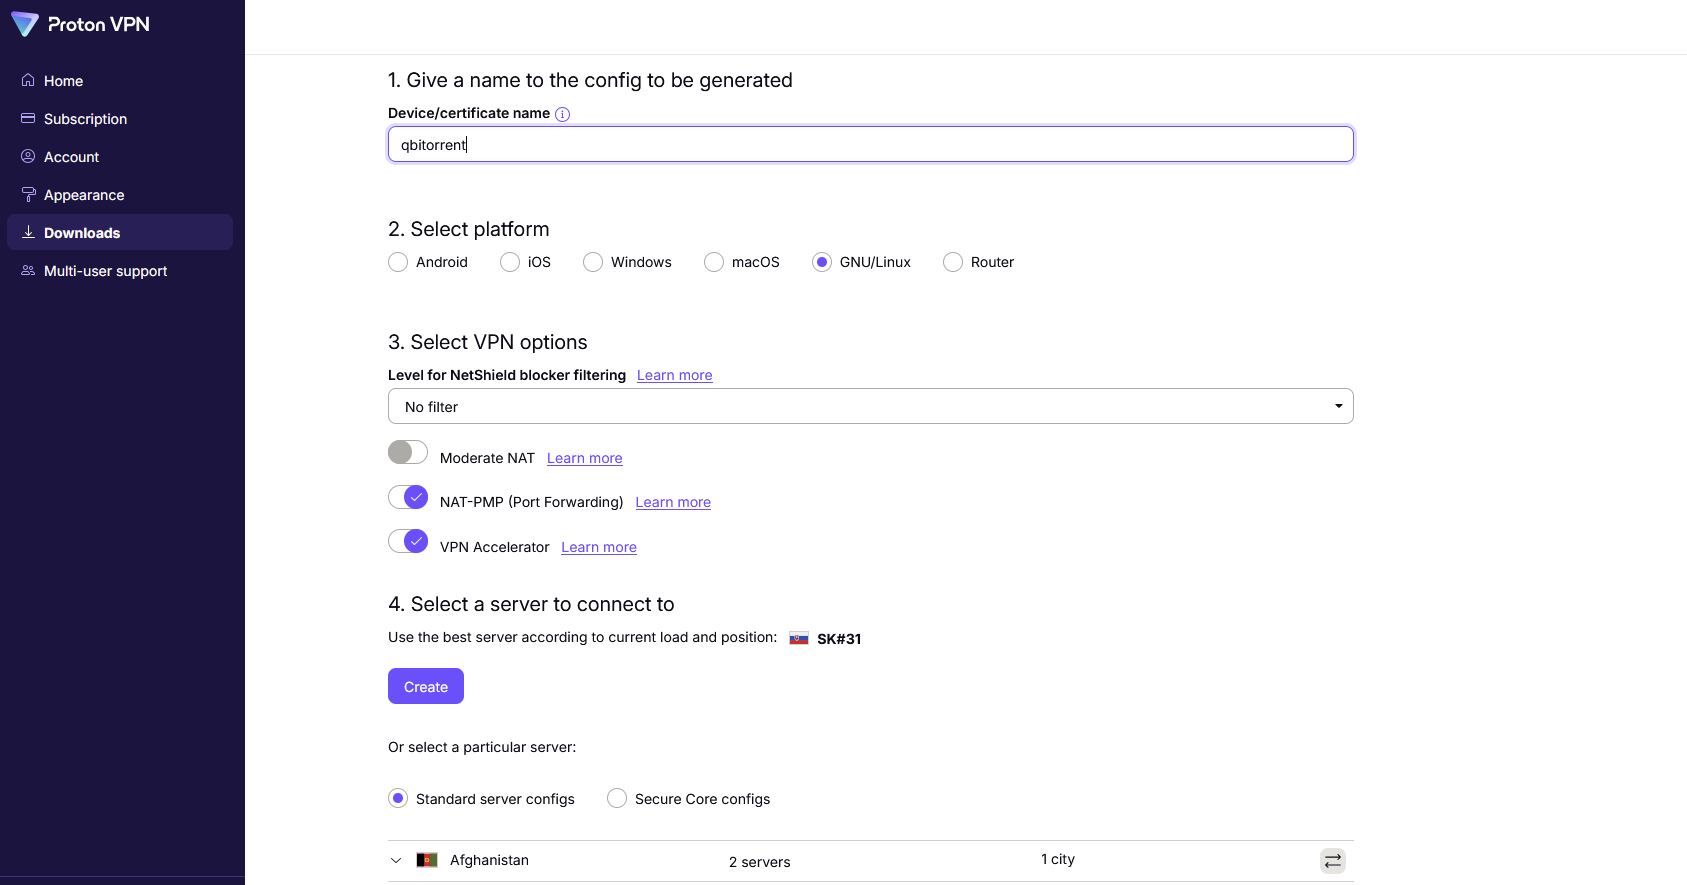 Proton VPN
Home
Subscription
Account
Appearance
Downloads
Multi-user support
1. Give a name to the config to be generated
Device/certificate name
qbitorrent
2. Select platform
Android iOS Windows macOS GNU/Linux Router
3. Select VPN options
Level for NetShield blocker filtering Learn more
No filter
Moderate NAT Learn more
NAT-PMP (Port Forwarding) Learn more
VPN Accelerator Learn more
4. Select a server to connect to
Use the best server according to current load and position: SK#31
Create
Or select a particular server:
Standard server configs Secure Core configs
Afghanistan 2 servers 1 city